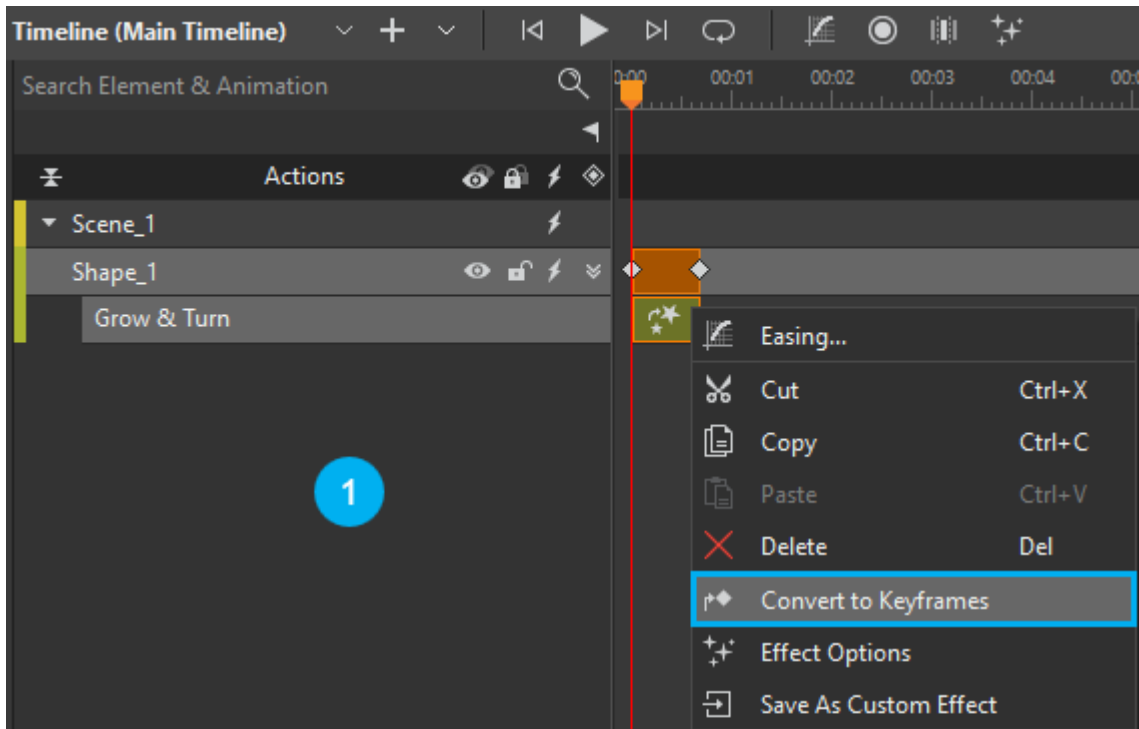 Timeline (Main Timeline)
Search Element & Animation
0:00 00:01 00:02 00:03 00:04 00:
Actions
Scene_1
Shape_1
Grow & Turn
1
Easing...
Cut Ctrl+X
Copy Ctrl+C
Paste Ctrl+V
Delete Del
Convert to Keyframes
Effect Options
Save As Custom Effect